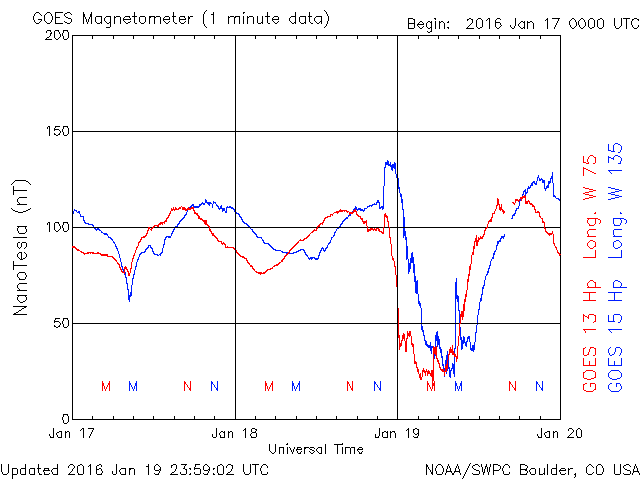 GOES Magnetometer (1 minute data)
Begin: 2016 Jan 17 0000 UTC
200
150
100
50
0
NanoTesla (nT)
M M N N M M N N M M N N
Jan 17 Jan 18 Jan 19 Jan 20
Universal Time
GOES 13 Hp Long. W 75
GOES 15 Hp Long. W 135
Updated 2016 Jan 19 23:59:02 UTC
NOAA/SWPC Boulder, CO USA